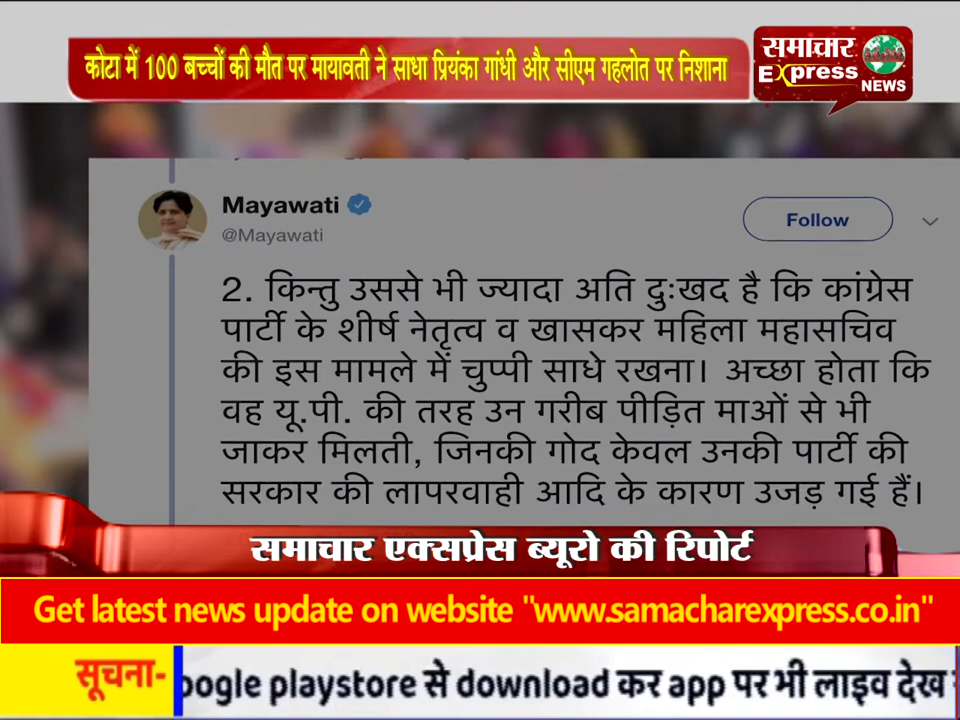 कोटा में 100 बच्चों की मौत पर मायावती ने साधा प्रियंका गांधी और सीएम गहलोत पर निशाना
समाचार
Express
NEWS
Mayawati
@Mayawati
Follow
2. किन्तु उससे भी ज्यादा अति दुःखद है कि कांग्रेस
पार्टी के शीर्ष नेतृत्व व खासकर महिला महासचिव
की इस मामले में चुप्पी साधे रखना। अच्छा होता कि
वह यू.पी. की तरह उन गरीब पीड़ित माओं से भी
जाकर मिलती, जिनकी गोद केवल उनकी पार्टी की
सरकार की लापरवाही आदि के कारण उजड़ गई हैं।
समाचार एक्सप्रेस ब्यूरो की रिपोर्ट
Get latest news update on website "www.samacharexpress.co.in"
सूचना- oogle playstore से download कर app पर भी लाइव देख